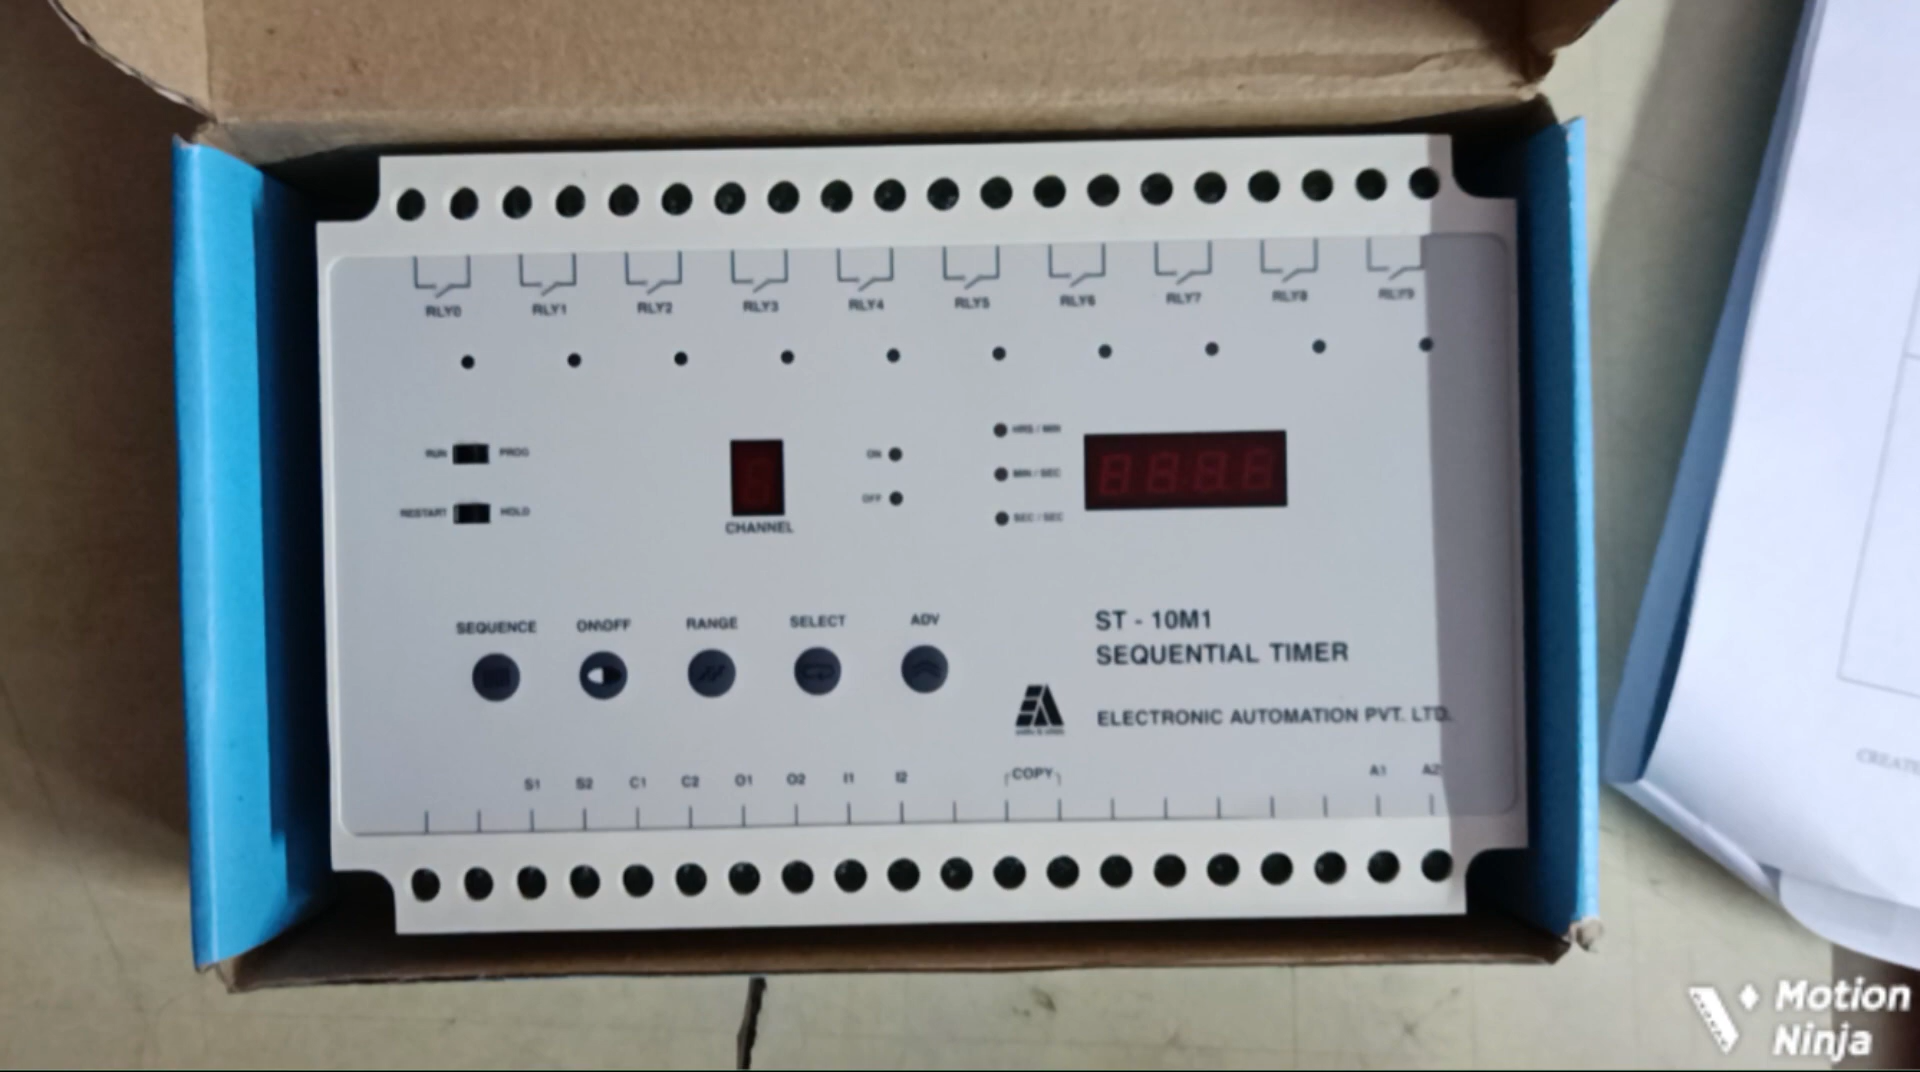 RLY0 RLY1 RLY2 RLY3 RLY4 RLY5 RLY6 RLY7 RLY8 RLY9
RUN PROG
ON
HRS / MIN
MIN / SEC
RESTART HOLD
OFF
SEC / SEC
CHANNEL
SEQUENCE ON\OFF RANGE SELECT ADV
ST - 10M1
SEQUENTIAL TIMER
ELECTRONIC AUTOMATION PVT. LTD.
S1 S2 C1 C2 O1 O2 I1 I2 COPY A1 A2
CREATE
Motion
Ninja